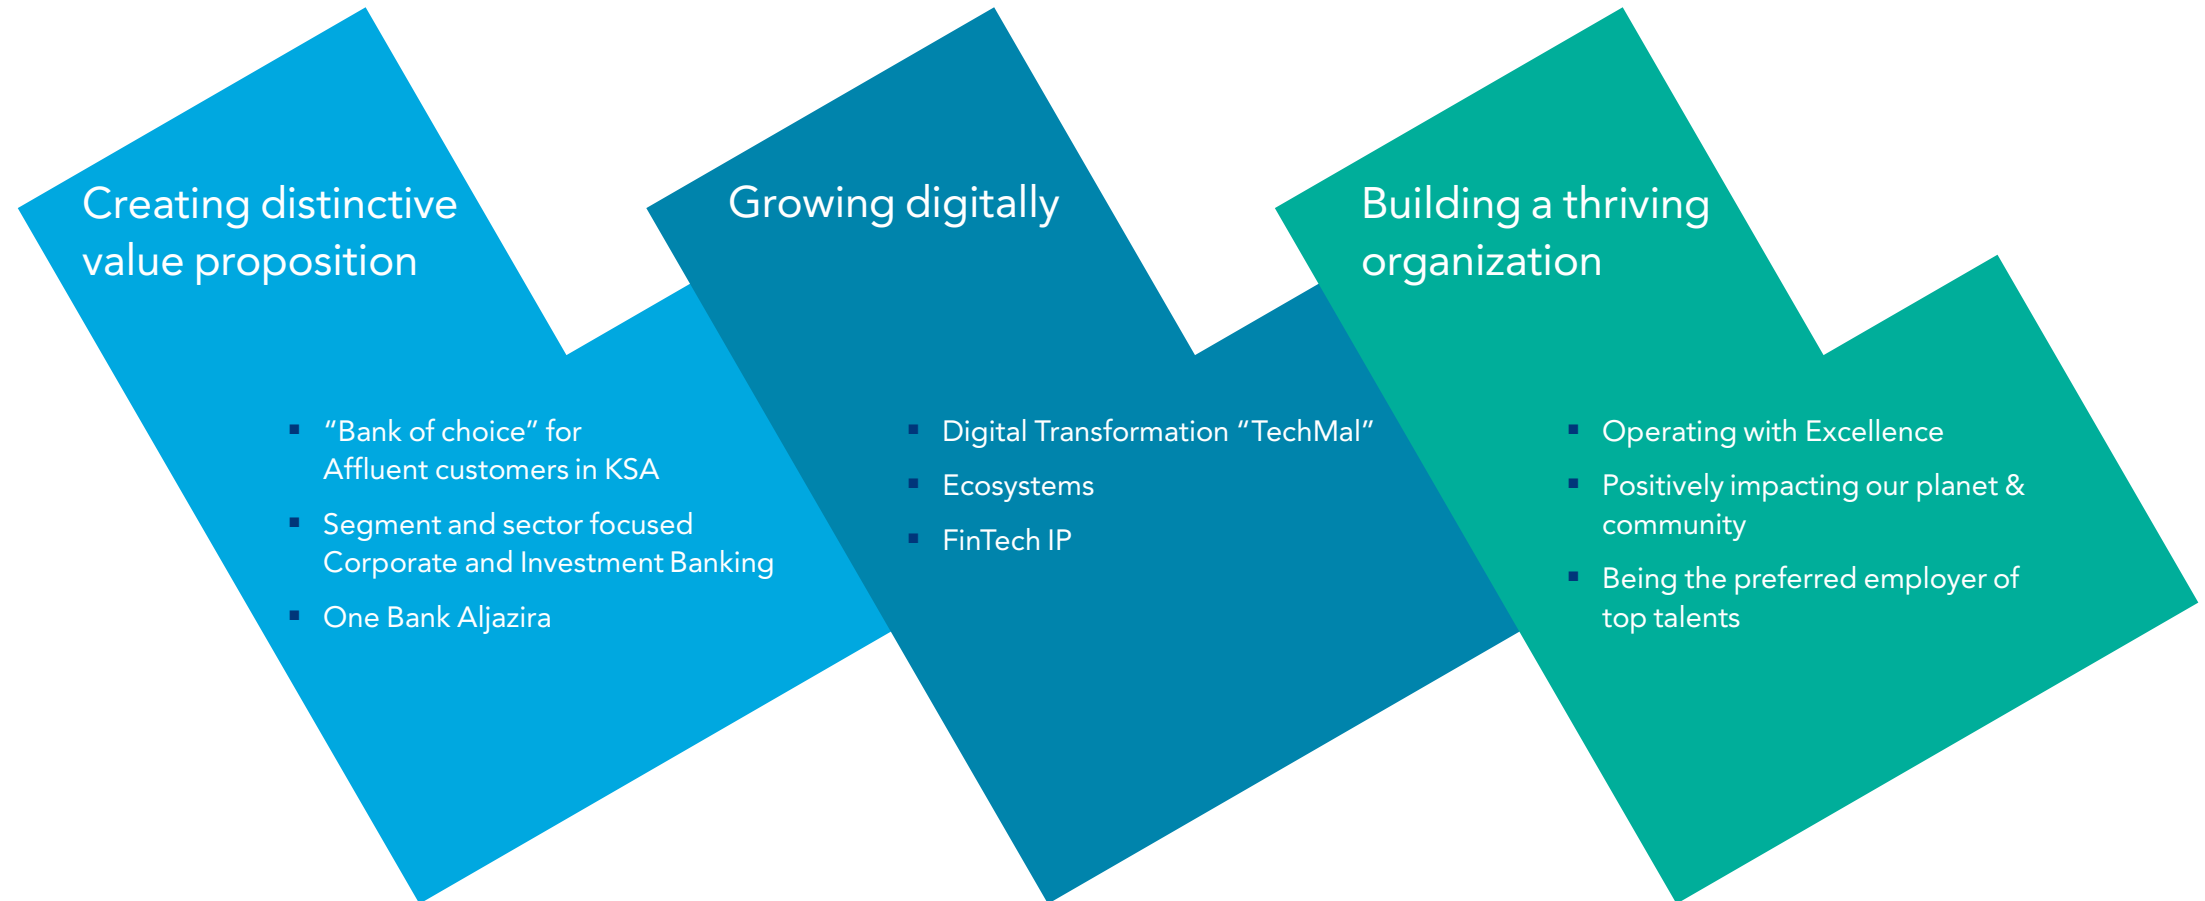 Creating distinctive
value proposition
▪ “Bank of choice” for
Affluent customers in KSA
▪ Segment and sector focused
Corporate and Investment Banking
▪ One Bank Aljazira
Growing digitally
▪ Digital Transformation “TechMal”
▪ Ecosystems
▪ FinTech IP
Building a thriving
organization
▪ Operating with Excellence
▪ Positively impacting our planet &
community
▪ Being the preferred employer of
top talents